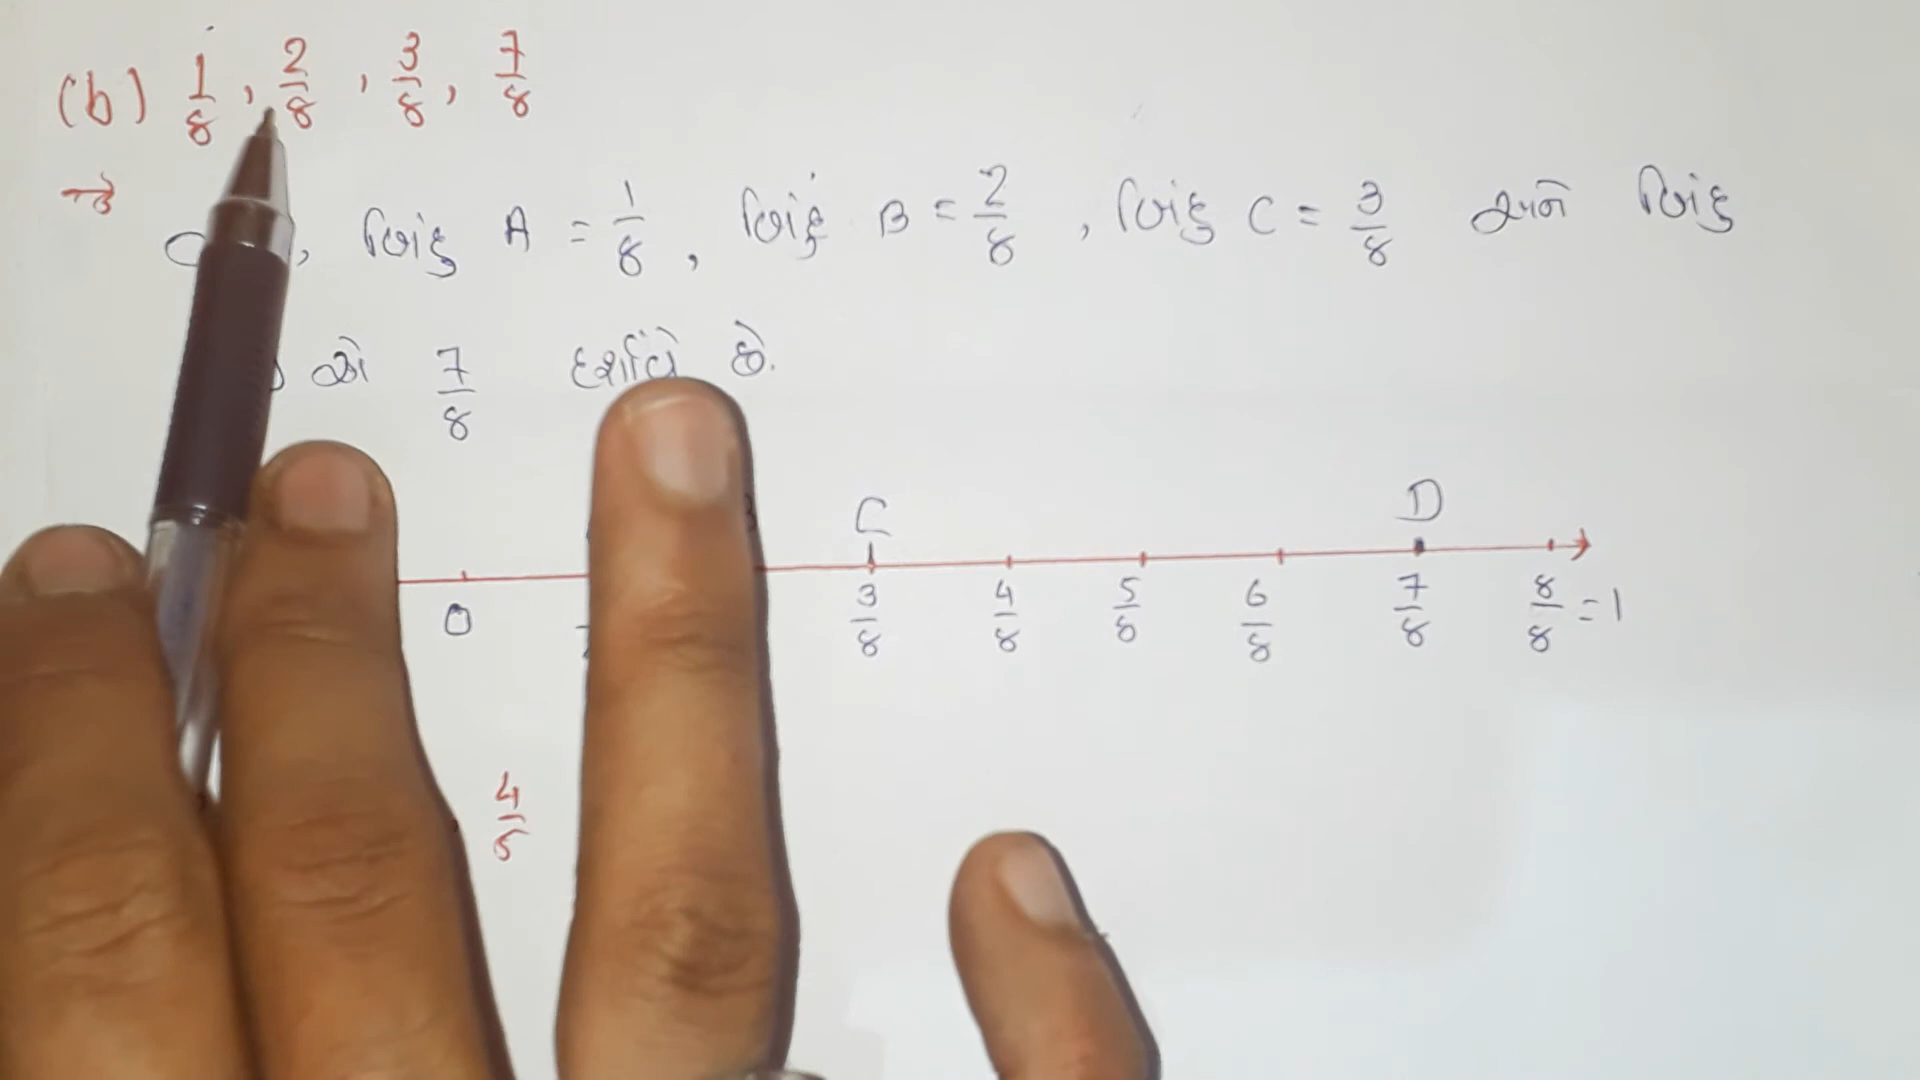 (b) 1/8, 2/8, 3/8, 7/8
→
, બિંદુ A = 1/8, બિંદુ B = 2/8, બિંદુ C = 3/8 અને બિંદુ
એ 7/8 દર્શાવે છે.
C D
0 3/8 4/8 5/8 6/8 7/8 8/8 = 1
4/5